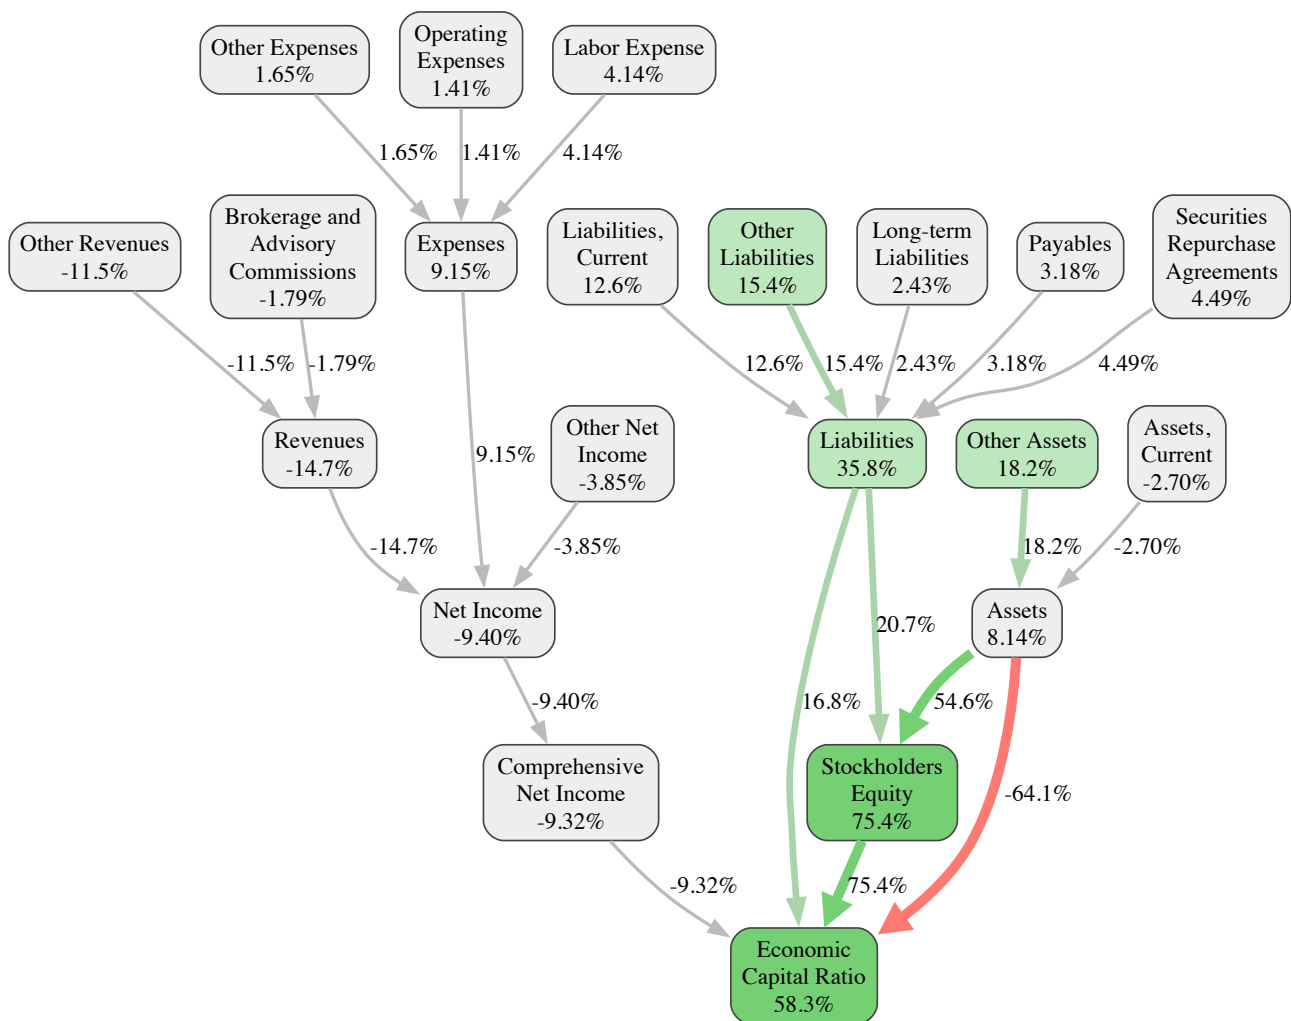 Other Expenses
1.65%
Operating
Expenses
1.41%
Labor Expense
4.14%
1.65%
1.41%
4.14%
Other Revenues
-11.5%
Brokerage and
Advisory
Commissions
-1.79%
Expenses
9.15%
Liabilities,
Current
12.6%
Other
Liabilities
15.4%
Long-term
Liabilities
2.43%
Payables
3.18%
Securities
Repurchase
Agreements
4.49%
-11.5%
-1.79%
12.6%
15.4%
2.43%
3.18%
4.49%
Revenues
-14.7%
9.15%
Other Net
Income
-3.85%
Liabilities
35.8%
Other Assets
18.2%
Assets,
Current
-2.70%
-14.7%
-3.85%
18.2%
-2.70%
Net Income
-9.40%
20.7%
Assets
8.14%
-9.40%
16.8%
54.6%
Comprehensive
Net Income
-9.32%
Stockholders
Equity
75.4%
-64.1%
-9.32%
75.4%
Economic
Capital Ratio
58.3%